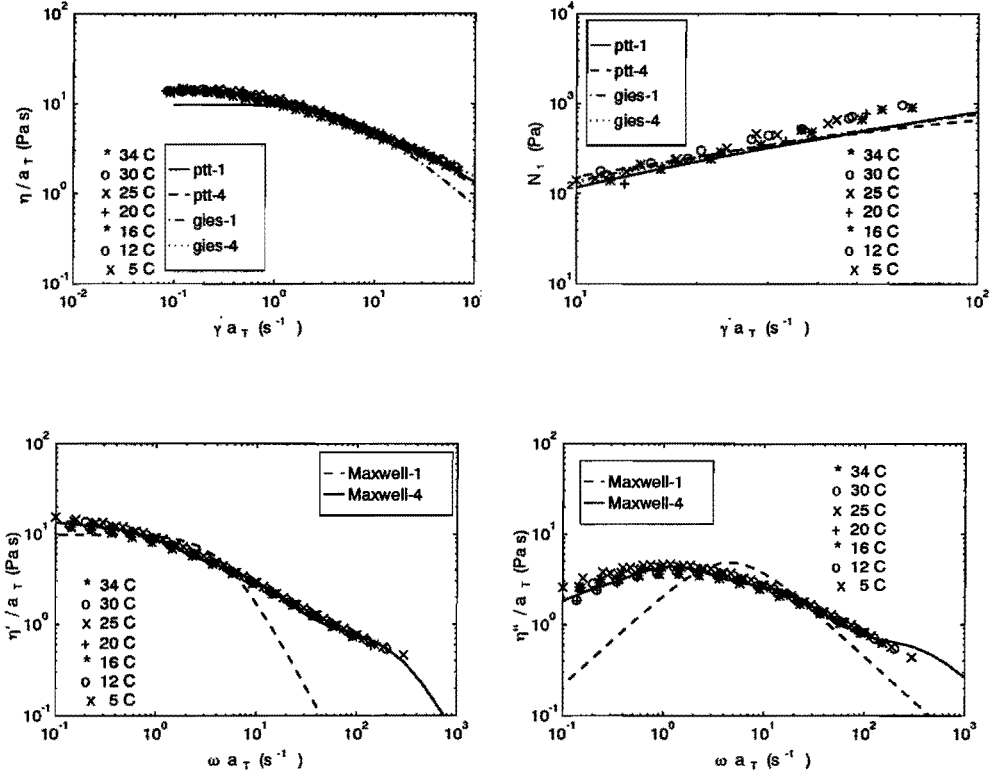 10²
10¹
10⁰
10⁻¹
η / a_T (Pa s)
* 34 C
o 30 C
x 25 C
+ 20 C
* 16 C
o 12 C
x 5 C
ptt-1
ptt-4
gies-1
gies-4
10⁻² 10⁻¹ 10⁰ 10¹ 10
γ̇ a_T (s⁻¹ )
10⁴
10³
10²
10¹
N₁ (Pa)
ptt-1
ptt-4
gies-1
gies-4
* 34 C
o 30 C
x 25 C
+ 20 C
* 16 C
o 12 C
x 5 C
10¹ 10²
γ̇ a_T (s⁻¹ )
10²
10¹
10⁰
10⁻¹
η' / a_T (Pa s)
Maxwell-1
Maxwell-4
* 34 C
o 30 C
x 25 C
+ 20 C
* 16 C
o 12 C
x 5 C
10⁻¹ 10⁰ 10¹ 10² 10³
ω a_T (s⁻¹ )
10²
10¹
10⁰
10⁻¹
η'' / a_T (Pa s)
Maxwell-1
Maxwell-4
* 34 C
o 30 C
x 25 C
+ 20 C
* 16 C
o 12 C
x 5 C
10⁻¹ 10⁰ 10¹ 10² 10³
ω a_T (s⁻¹ )